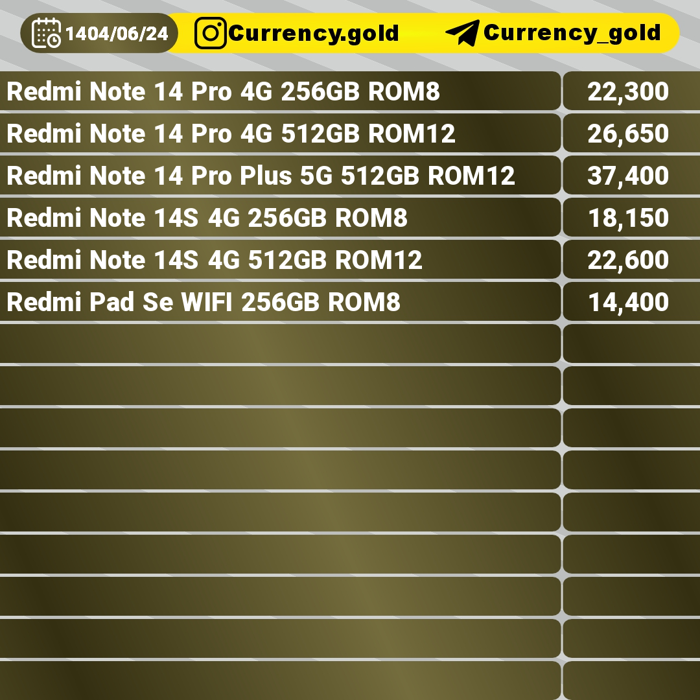 1404/06/24 Currency.gold Currency_gold
Redmi Note 14 Pro 4G 256GB ROM8 22,300
Redmi Note 14 Pro 4G 512GB ROM12 26,650
Redmi Note 14 Pro Plus 5G 512GB ROM12 37,400
Redmi Note 14S 4G 256GB ROM8 18,150
Redmi Note 14S 4G 512GB ROM12 22,600
Redmi Pad Se WIFI 256GB ROM8 14,400